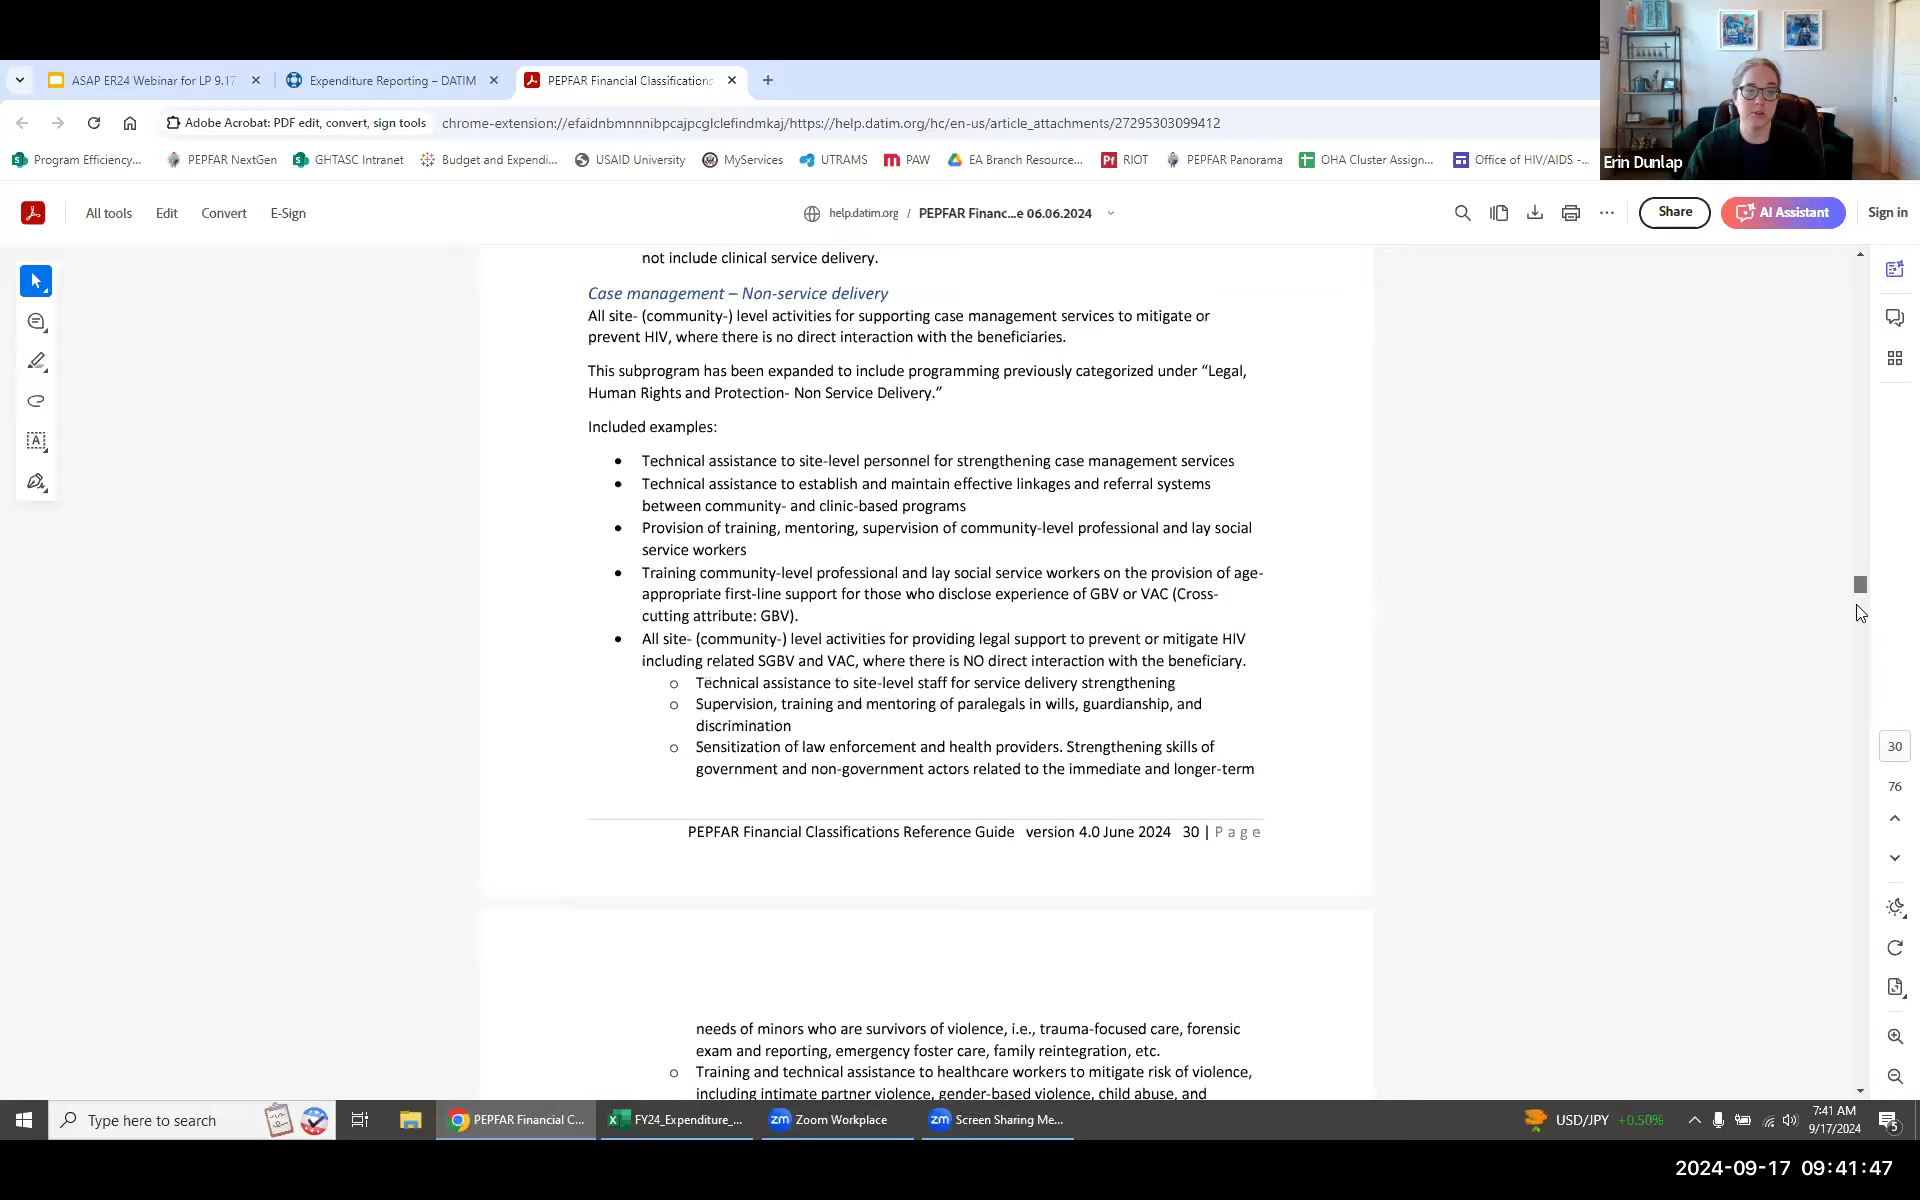 ASAP ER24 Webinar for LP 9.17
Expenditure Reporting – DATIM
PEPFAR Financial Classifications
Adobe Acrobat: PDF edit, convert, sign tools
chrome-extension://efaidnbmnnnibpcajpcglclefindmkaj/https://help.datim.org/hc/en-us/article_attachments/27295303099412
Program Efficiency...
PEPFAR NextGen
GHTASC Intranet
Budget and Expendi...
USAID University
MyServices
UTRAMS
PAW
EA Branch Resource...
RIOT
PEPFAR Panorama
OHA Cluster Assign...
Office of HIV/AIDS -...
Erin Dunlap
All tools
Edit
Convert
E-Sign
help.datim.org / PEPFAR Financ...e 06.06.2024
Share
AI Assistant
Sign in
not include clinical service delivery.
Case management – Non-service delivery
All site- (community-) level activities for supporting case management services to mitigate or
prevent HIV, where there is no direct interaction with the beneficiaries.
This subprogram has been expanded to include programming previously categorized under “Legal,
Human Rights and Protection- Non Service Delivery.”
Included examples:
• Technical assistance to site-level personnel for strengthening case management services
• Technical assistance to establish and maintain effective linkages and referral systems
between community- and clinic-based programs
• Provision of training, mentoring, supervision of community-level professional and lay social
service workers
• Training community-level professional and lay social service workers on the provision of age-
appropriate first-line support for those who disclose experience of GBV or VAC (Cross-
cutting attribute: GBV).
• All site- (community-) level activities for providing legal support to prevent or mitigate HIV
including related SGBV and VAC, where there is NO direct interaction with the beneficiary.
o Technical assistance to site-level staff for service delivery strengthening
o Supervision, training and mentoring of paralegals in wills, guardianship, and
discrimination
o Sensitization of law enforcement and health providers. Strengthening skills of
government and non-government actors related to the immediate and longer-term
PEPFAR Financial Classifications Reference Guide version 4.0 June 2024 30 | Page
needs of minors who are survivors of violence, i.e., trauma-focused care, forensic
exam and reporting, emergency foster care, family reintegration, etc.
o Training and technical assistance to healthcare workers to mitigate risk of violence,
including intimate partner violence, gender-based violence, child abuse, and
30
76
Type here to search
PEPFAR Financial C...
FY24_Expenditure_...
Zoom Workplace
Screen Sharing Me...
USD/JPY +0.50%
7:41 AM
9/17/2024
5
2024-09-17 09:41:47